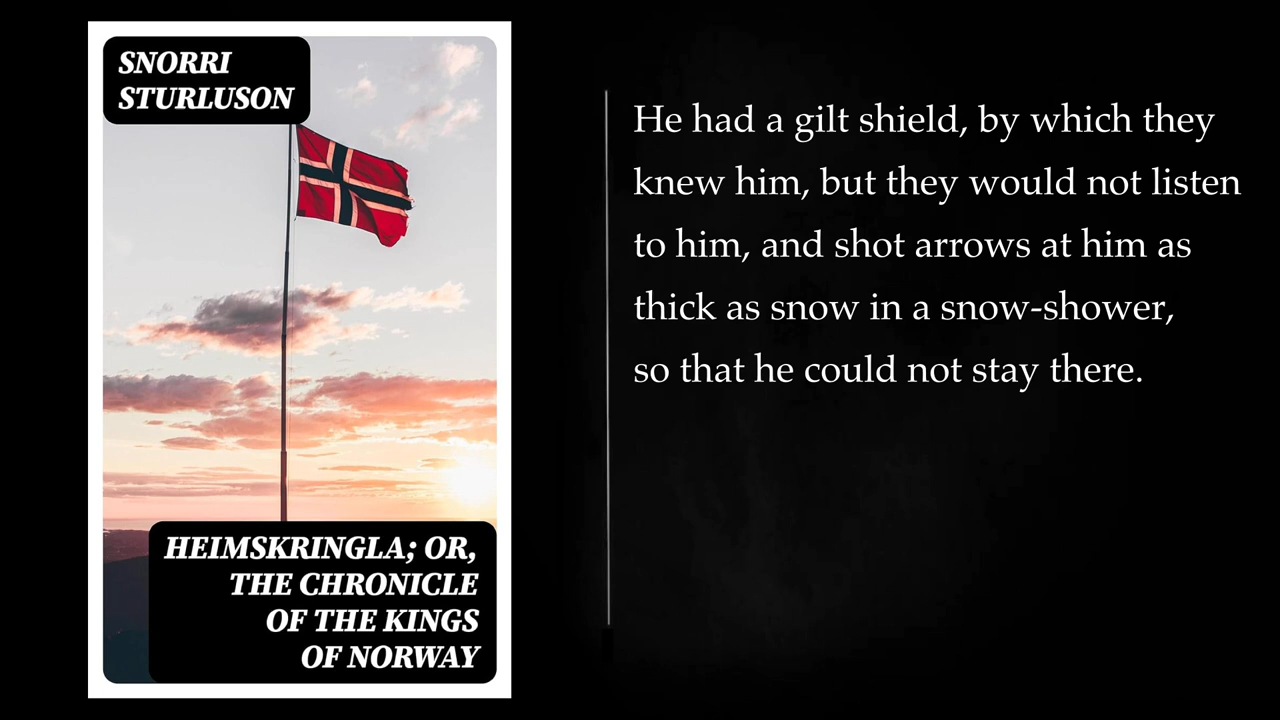 SNORRI
STURLUSON
HEIMSKRINGLA; OR,
THE CHRONICLE
OF THE KINGS
OF NORWAY
He had a gilt shield, by which they
knew him, but they would not listen
to him, and shot arrows at him as
thick as snow in a snow-shower,
so that he could not stay there.